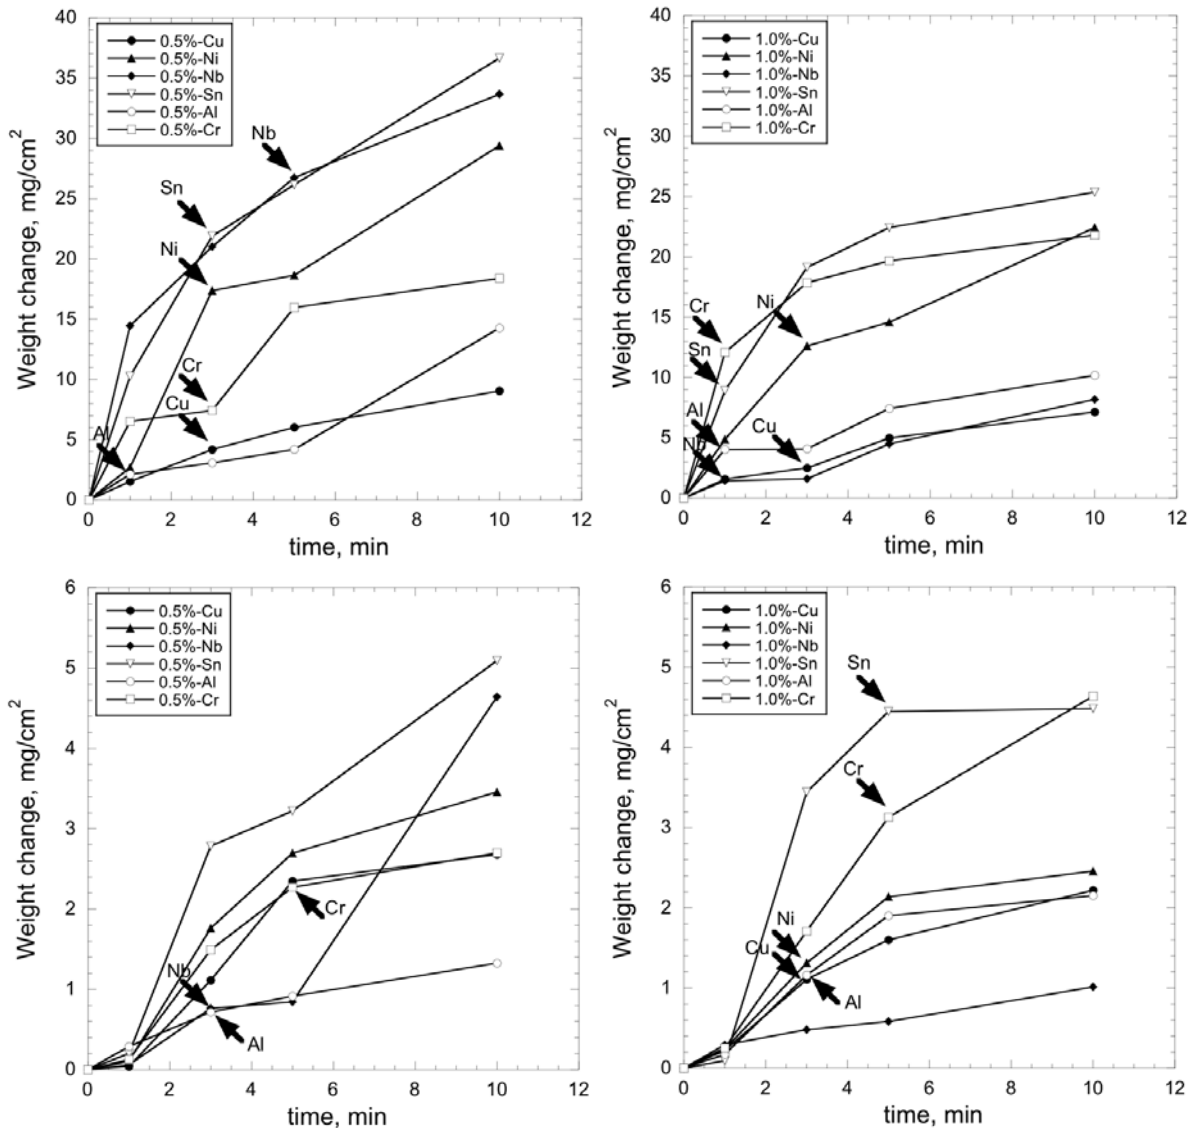 40
35
30
25
20
15
10
5
0
Weight change, mg/cm²
0.5%-Cu
0.5%-Ni
0.5%-Nb
0.5%-Sn
0.5%-Al
0.5%-Cr
Nb
Sn
Ni
Cr
Cu
Al
0 2 4 6 8 10 12
time, min
40
35
30
25
20
15
10
5
0
Weight change, mg/cm²
1.0%-Cu
1.0%-Ni
1.0%-Nb
1.0%-Sn
1.0%-Al
1.0%-Cr
Cr
Ni
Sn
Al
Cu
Nb
0 2 4 6 8 10 12
time, min
6
5
4
3
2
1
0
Weight change, mg/cm²
0.5%-Cu
0.5%-Ni
0.5%-Nb
0.5%-Sn
0.5%-Al
0.5%-Cr
Cr
Nb
Al
0 2 4 6 8 10 12
time, min
6
5
4
3
2
1
0
Weight change, mg/cm²
1.0%-Cu
1.0%-Ni
1.0%-Nb
1.0%-Sn
1.0%-Al
1.0%-Cr
Sn
Cr
Ni
Cu
Al
0 2 4 6 8 10 12
time, min